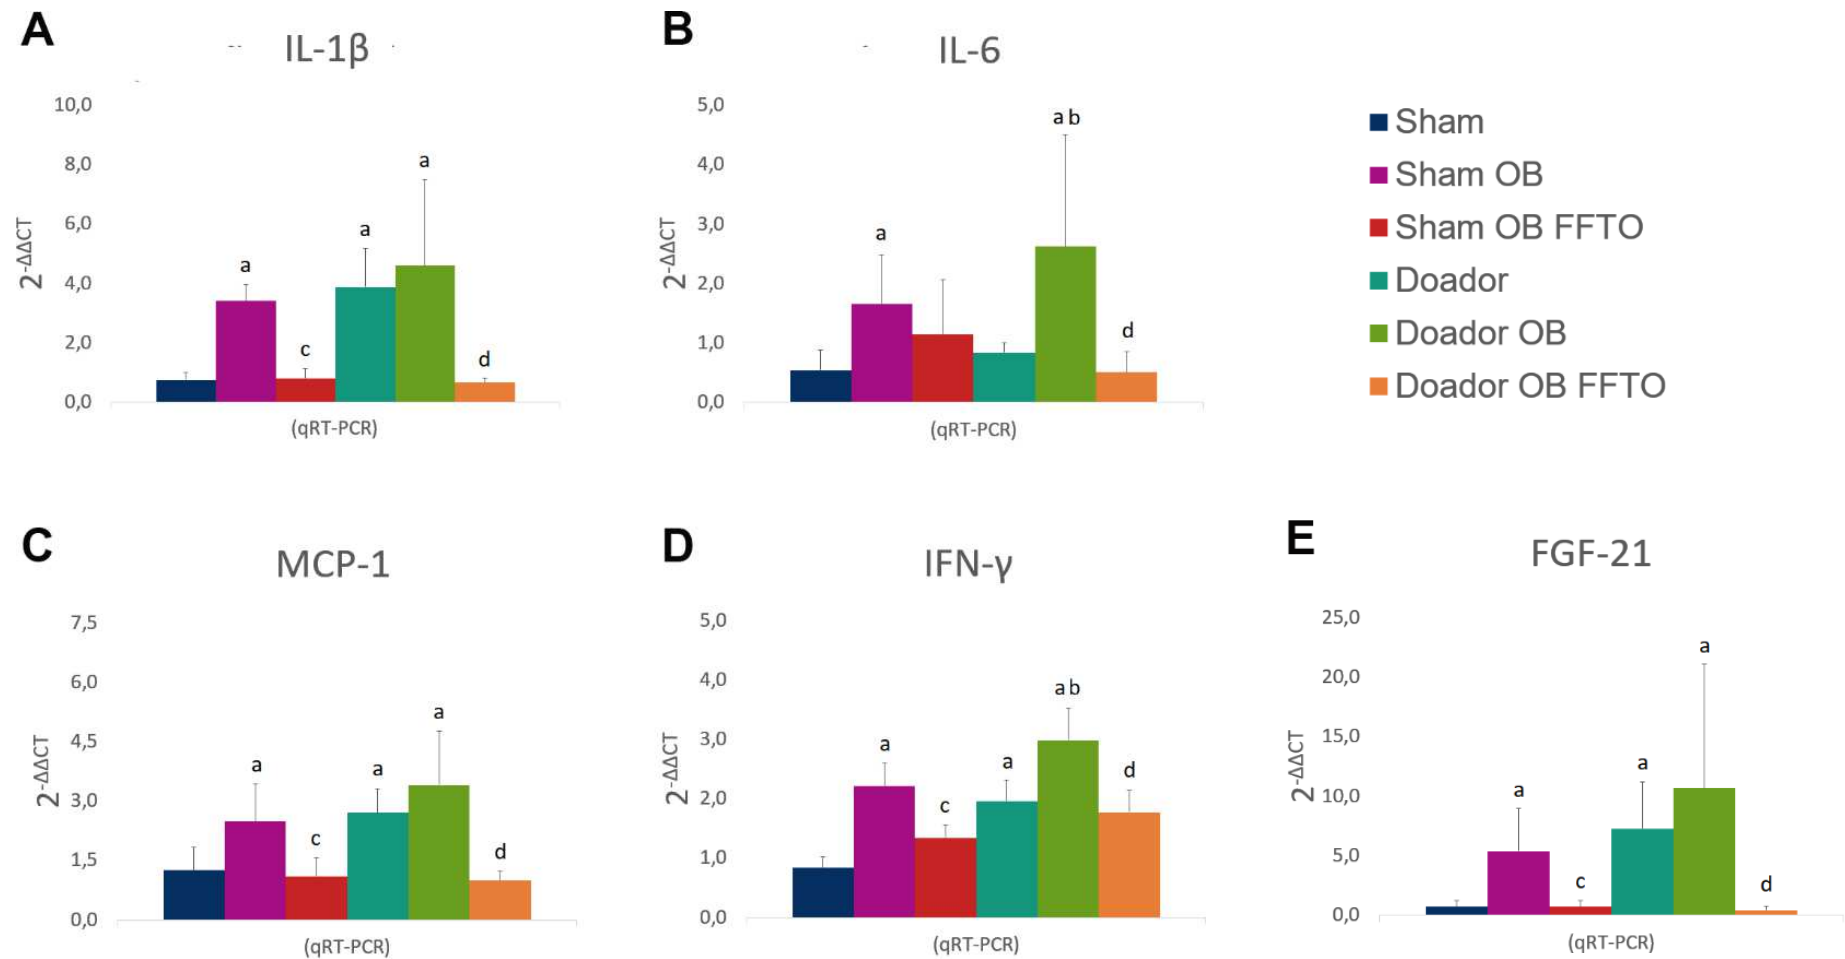 A
IL-1β
10,0
8,0
6,0
4,0
2,0
0,0
2^-ΔΔCT
a
c
a
a
d
(qRT-PCR)
B
IL-6
5,0
4,0
3,0
2,0
1,0
0,0
2^-ΔΔCT
a
a b
d
(qRT-PCR)
Sham
Sham OB
Sham OB FFTO
Doador
Doador OB
Doador OB FFTO
C
MCP-1
7,5
6,0
4,5
3,0
1,5
0,0
2^-ΔΔCT
a
c
a
a
d
(qRT-PCR)
D
IFN-γ
5,0
4,0
3,0
2,0
1,0
0,0
2^-ΔΔCT
a
c
a
a b
d
(qRT-PCR)
E
FGF-21
25,0
20,0
15,0
10,0
5,0
0,0
2^-ΔΔCT
a
c
a
a
d
(qRT-PCR)